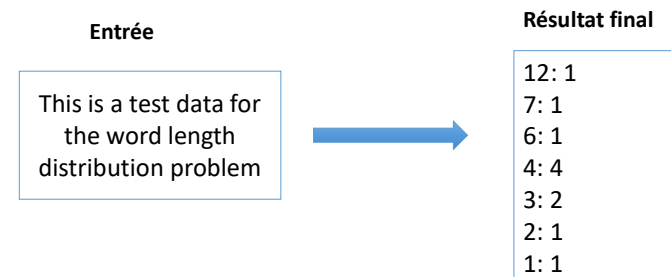 Entrée
This is a test data for
the word length
distribution problem
Résultat final
12: 1
7: 1
6: 1
4: 4
3: 2
2: 1
1: 1